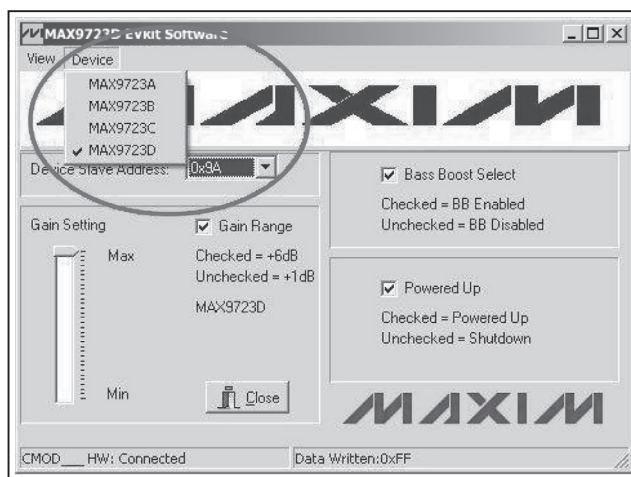 MAX9723D EVkit Software
View Device
MAX9723A
MAX9723B
MAX9723C
✓ MAX9723D
MAXIM
Device Slave Address: 0x9A
Gain Setting
Max
Min
Gain Range
Checked = +6dB
Unchecked = +1dB
MAX9723D
Close
Bass Boost Select
Checked = BB Enabled
Unchecked = BB Disabled
Powered Up
Checked = Powered Up
Unchecked = Shutdown
MAXIM
CMOD___ HW: Connected
Data Written:0xFF